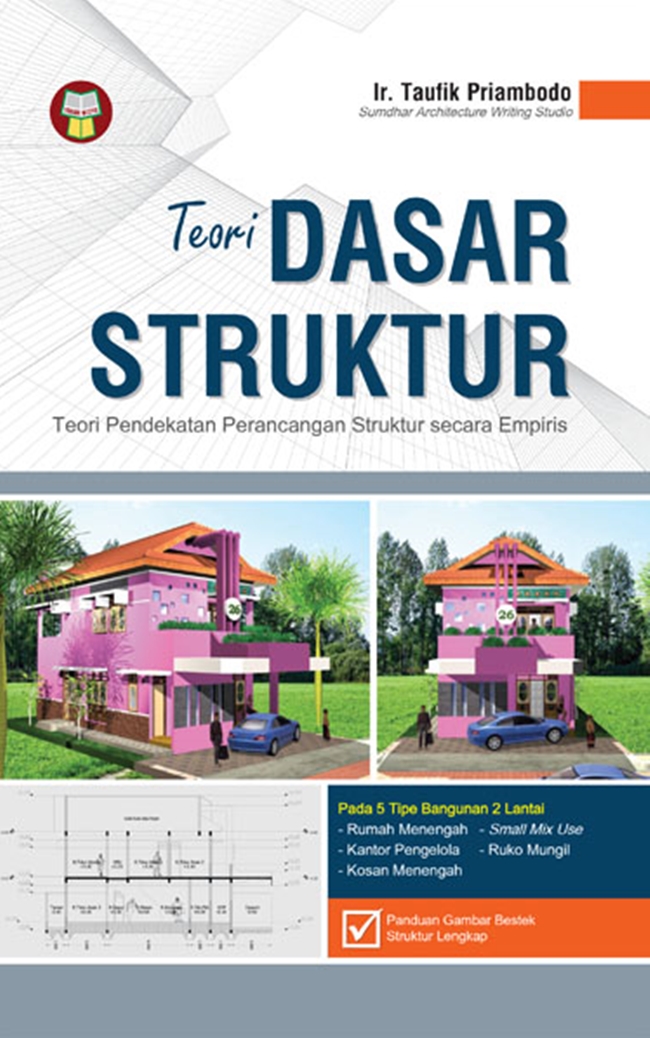 Ir. Taufik Priambodo
Sumdhar Architecture Writing Studio
Teori DASAR
STRUKTUR
Teori Pendekatan Perancangan Struktur secara Empiris
26
26
Pada 5 Tipe Bangunan 2 Lantai
- Rumah Menengah - Small Mix Use
- Kantor Pengelola - Ruko Mungil
- Kosan Menengah
Panduan Gambar Bestek
Struktur Lengkap